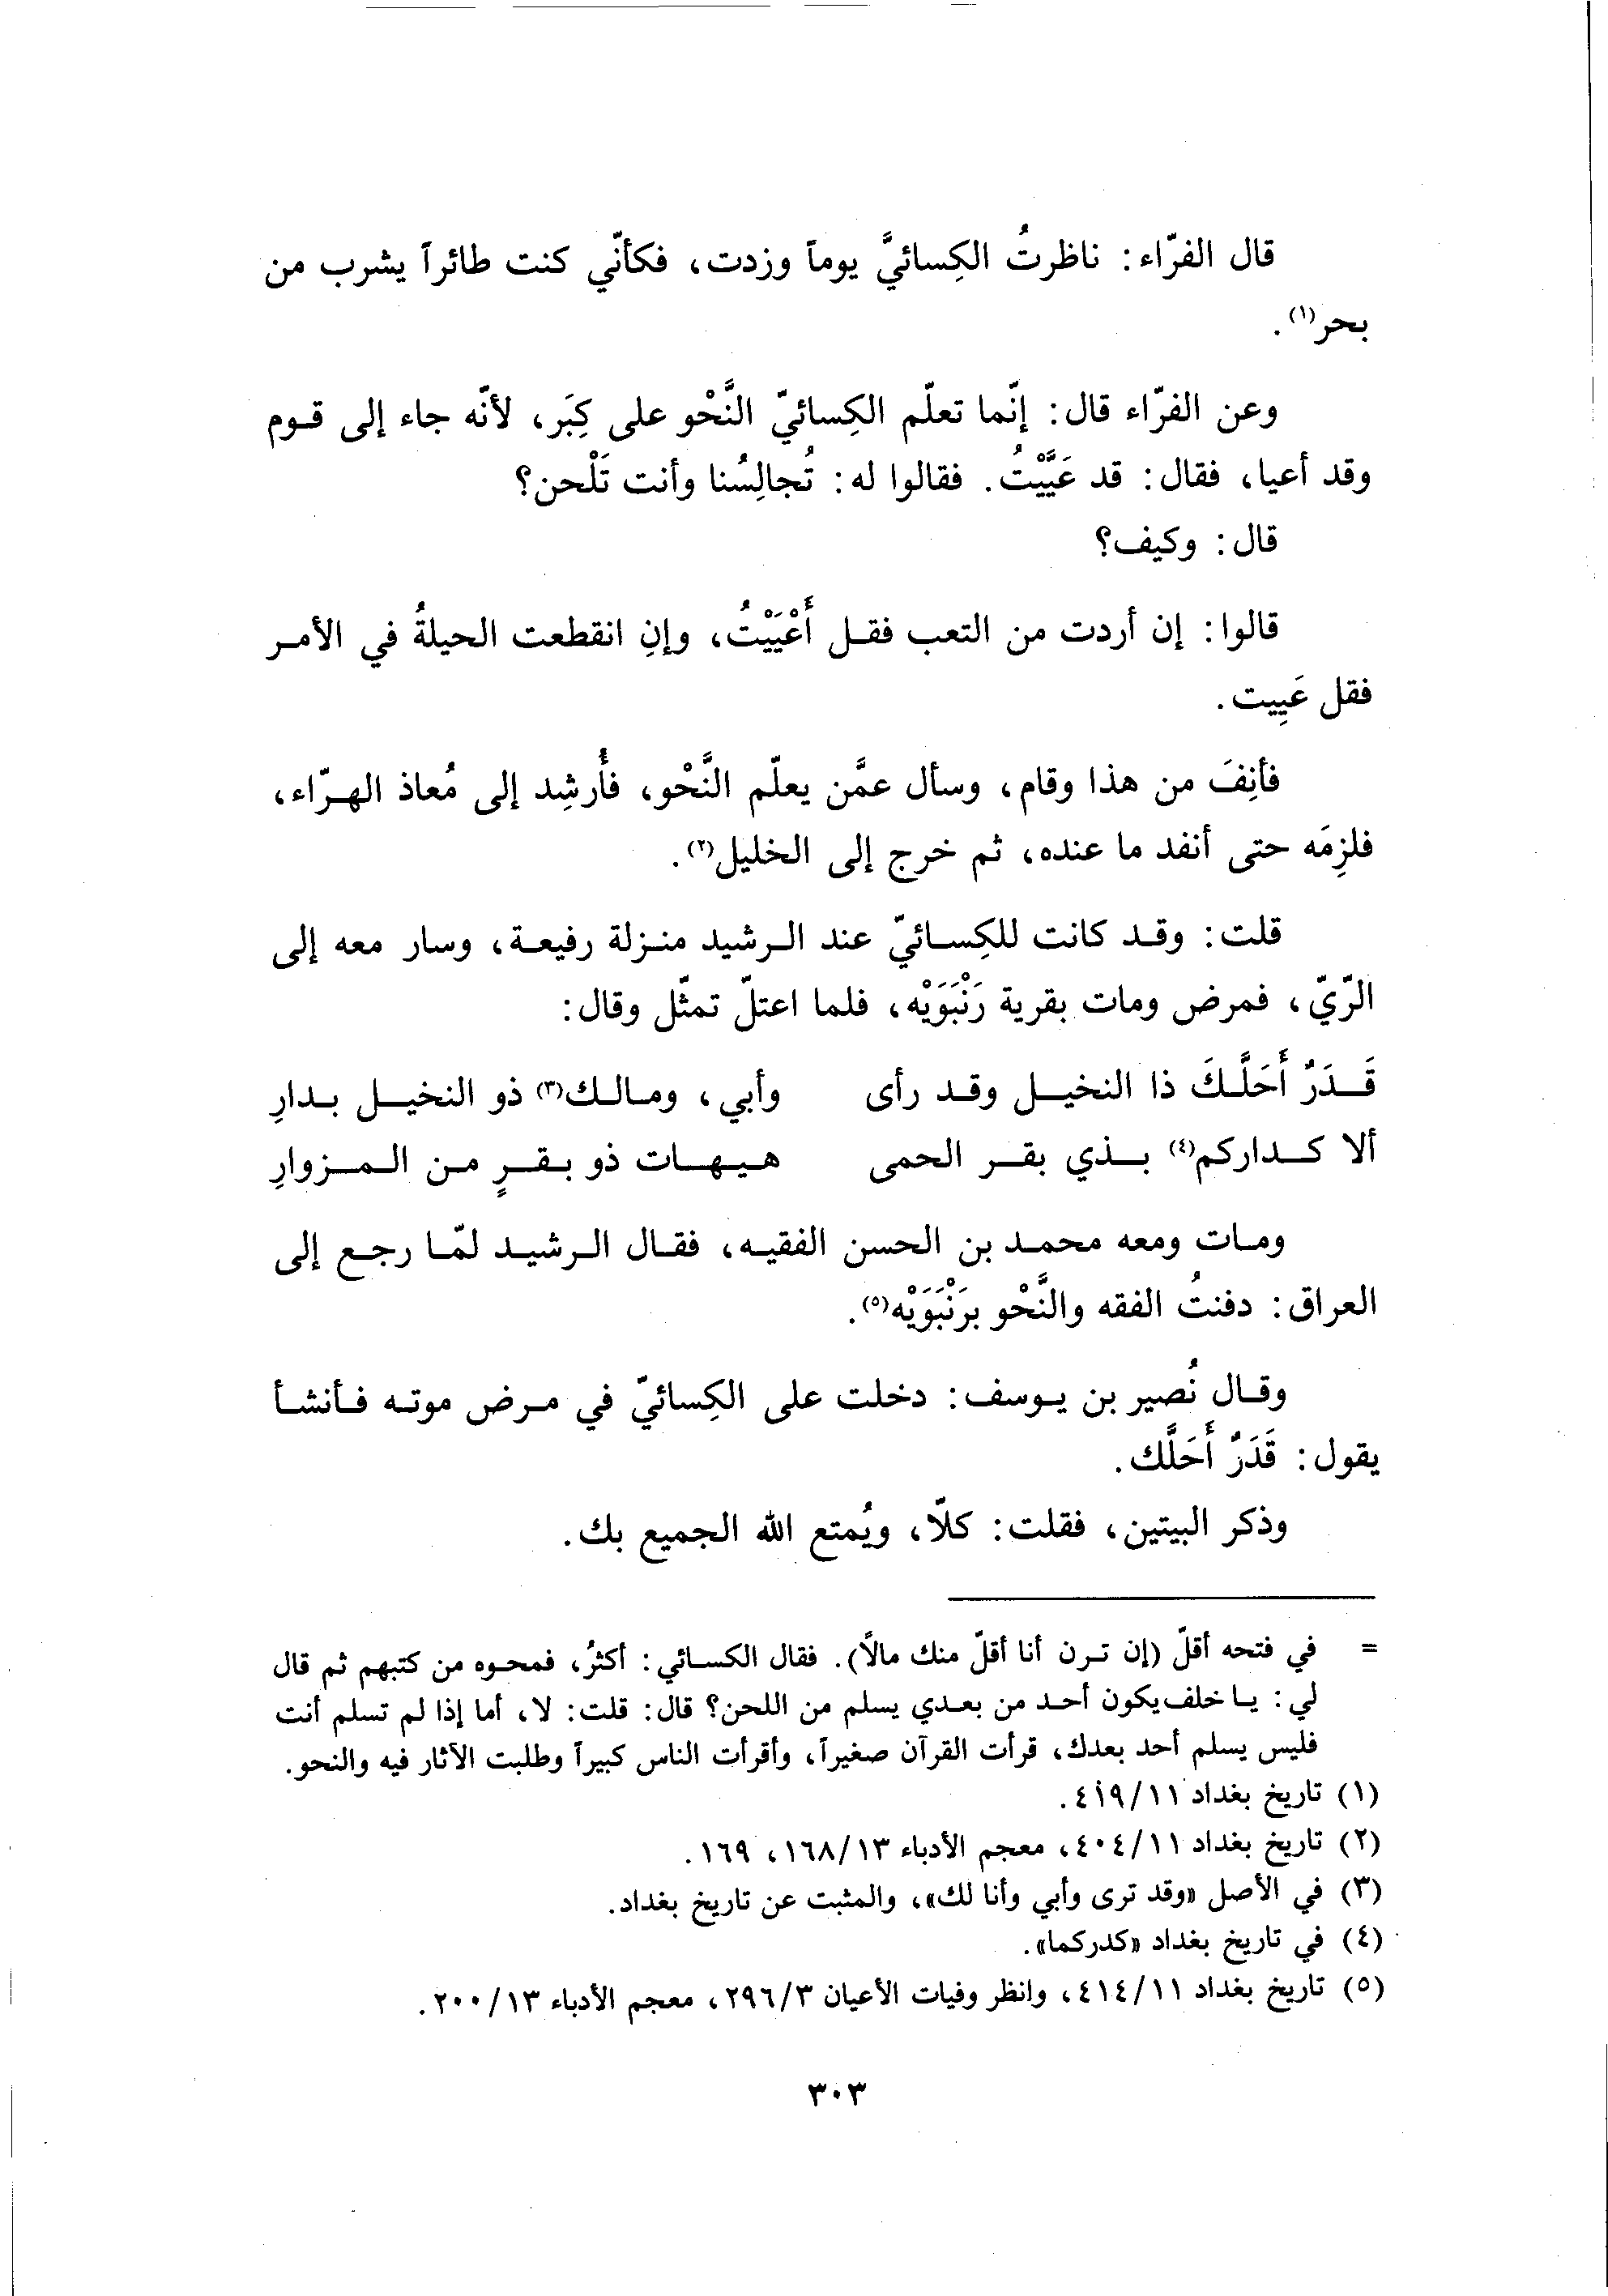 قال الفرّاء: ناظرتُ الكِسائيَّ يوماً وزدت، فكأنّي كنت طائراً يشرب من
بحر(١).
وعن الفرّاء قال: إنّما تعلّم الكِسائيّ النَّحْو على كِبَر، لأنّه جاء إلى قوم
وقد أعيا، فقال: قد عَيَّيْتُ. فقالوا له: تُجالِسُنا وأنت تَلْحن؟
قال: وكيف؟
قالوا: إن أردت من التعب فقل أَعْيَيْتُ، وإنِ انقطعت الحيلةُ في الأمر
فقل عَيِيت.
فأنِفَ من هذا وقام، وسأل عمَّن يعلّم النَّحْو، فأُرشِد إلى مُعاذ الهرّاء،
فلزِمَه حتى أنفد ما عنده، ثم خرج إلى الخليل(٢).
قلت: وقد كانت للكِسائيّ عند الرشيد منزلة رفيعة، وسار معه إلى
الرّيّ، فمرض ومات بقرية رَنْبَوَيْه، فلما اعتلّ تمثّل وقال:
قَدَرٌ أَحَلَّكَ ذا النخيل وقد رأى وأبي، ومالك(٣) ذو النخيل بدارِ
ألا كداركم(٤) بذي بقر الحمى هيهات ذو بقرٍ من المزوارِ
ومات ومعه محمد بن الحسن الفقيه، فقال الرشيد لمّا رجع إلى
العراق: دفنتُ الفقه والنَّحْو برَنْبَوَيْه(٥).
وقال نُصير بن يوسف: دخلت على الكِسائيّ في مرض موته فأنشأ
يقول: قَدَرٌ أَحَلَّك.
وذكر البيتين، فقلت: كلّا، ويُمتع الله الجميع بك.
= في فتحه أقلّ (إن ترن أنا أقلّ منك مالاً). فقال الكسائي: أكثرُ، فمحوه من كتبهم ثم قال
لي: يا خلف يكون أحد من بعدي يسلم من اللحن؟ قال: قلت: لا، أما إذا لم تسلم أنت
فليس يسلم أحد بعدك، قرأت القرآن صغيراً، وأقرأت الناس كبيراً وطلبت الآثار فيه والنحو.
(١) تاريخ بغداد ٤١٩/١١.
(٢) تاريخ بغداد ٤٠٤/١١، معجم الأدباء ١٦٨/١٣، ١٦٩.
(٣) في الأصل «وقد ترى وأبي وأنا لك»، والمثبت عن تاريخ بغداد.
(٤) في تاريخ بغداد «كدركما».
(٥) تاريخ بغداد ٤١٤/١١، وانظر وفيات الأعيان ٢٩٦/٣، معجم الأدباء ٢٠٠/١٣.
٣٠٣